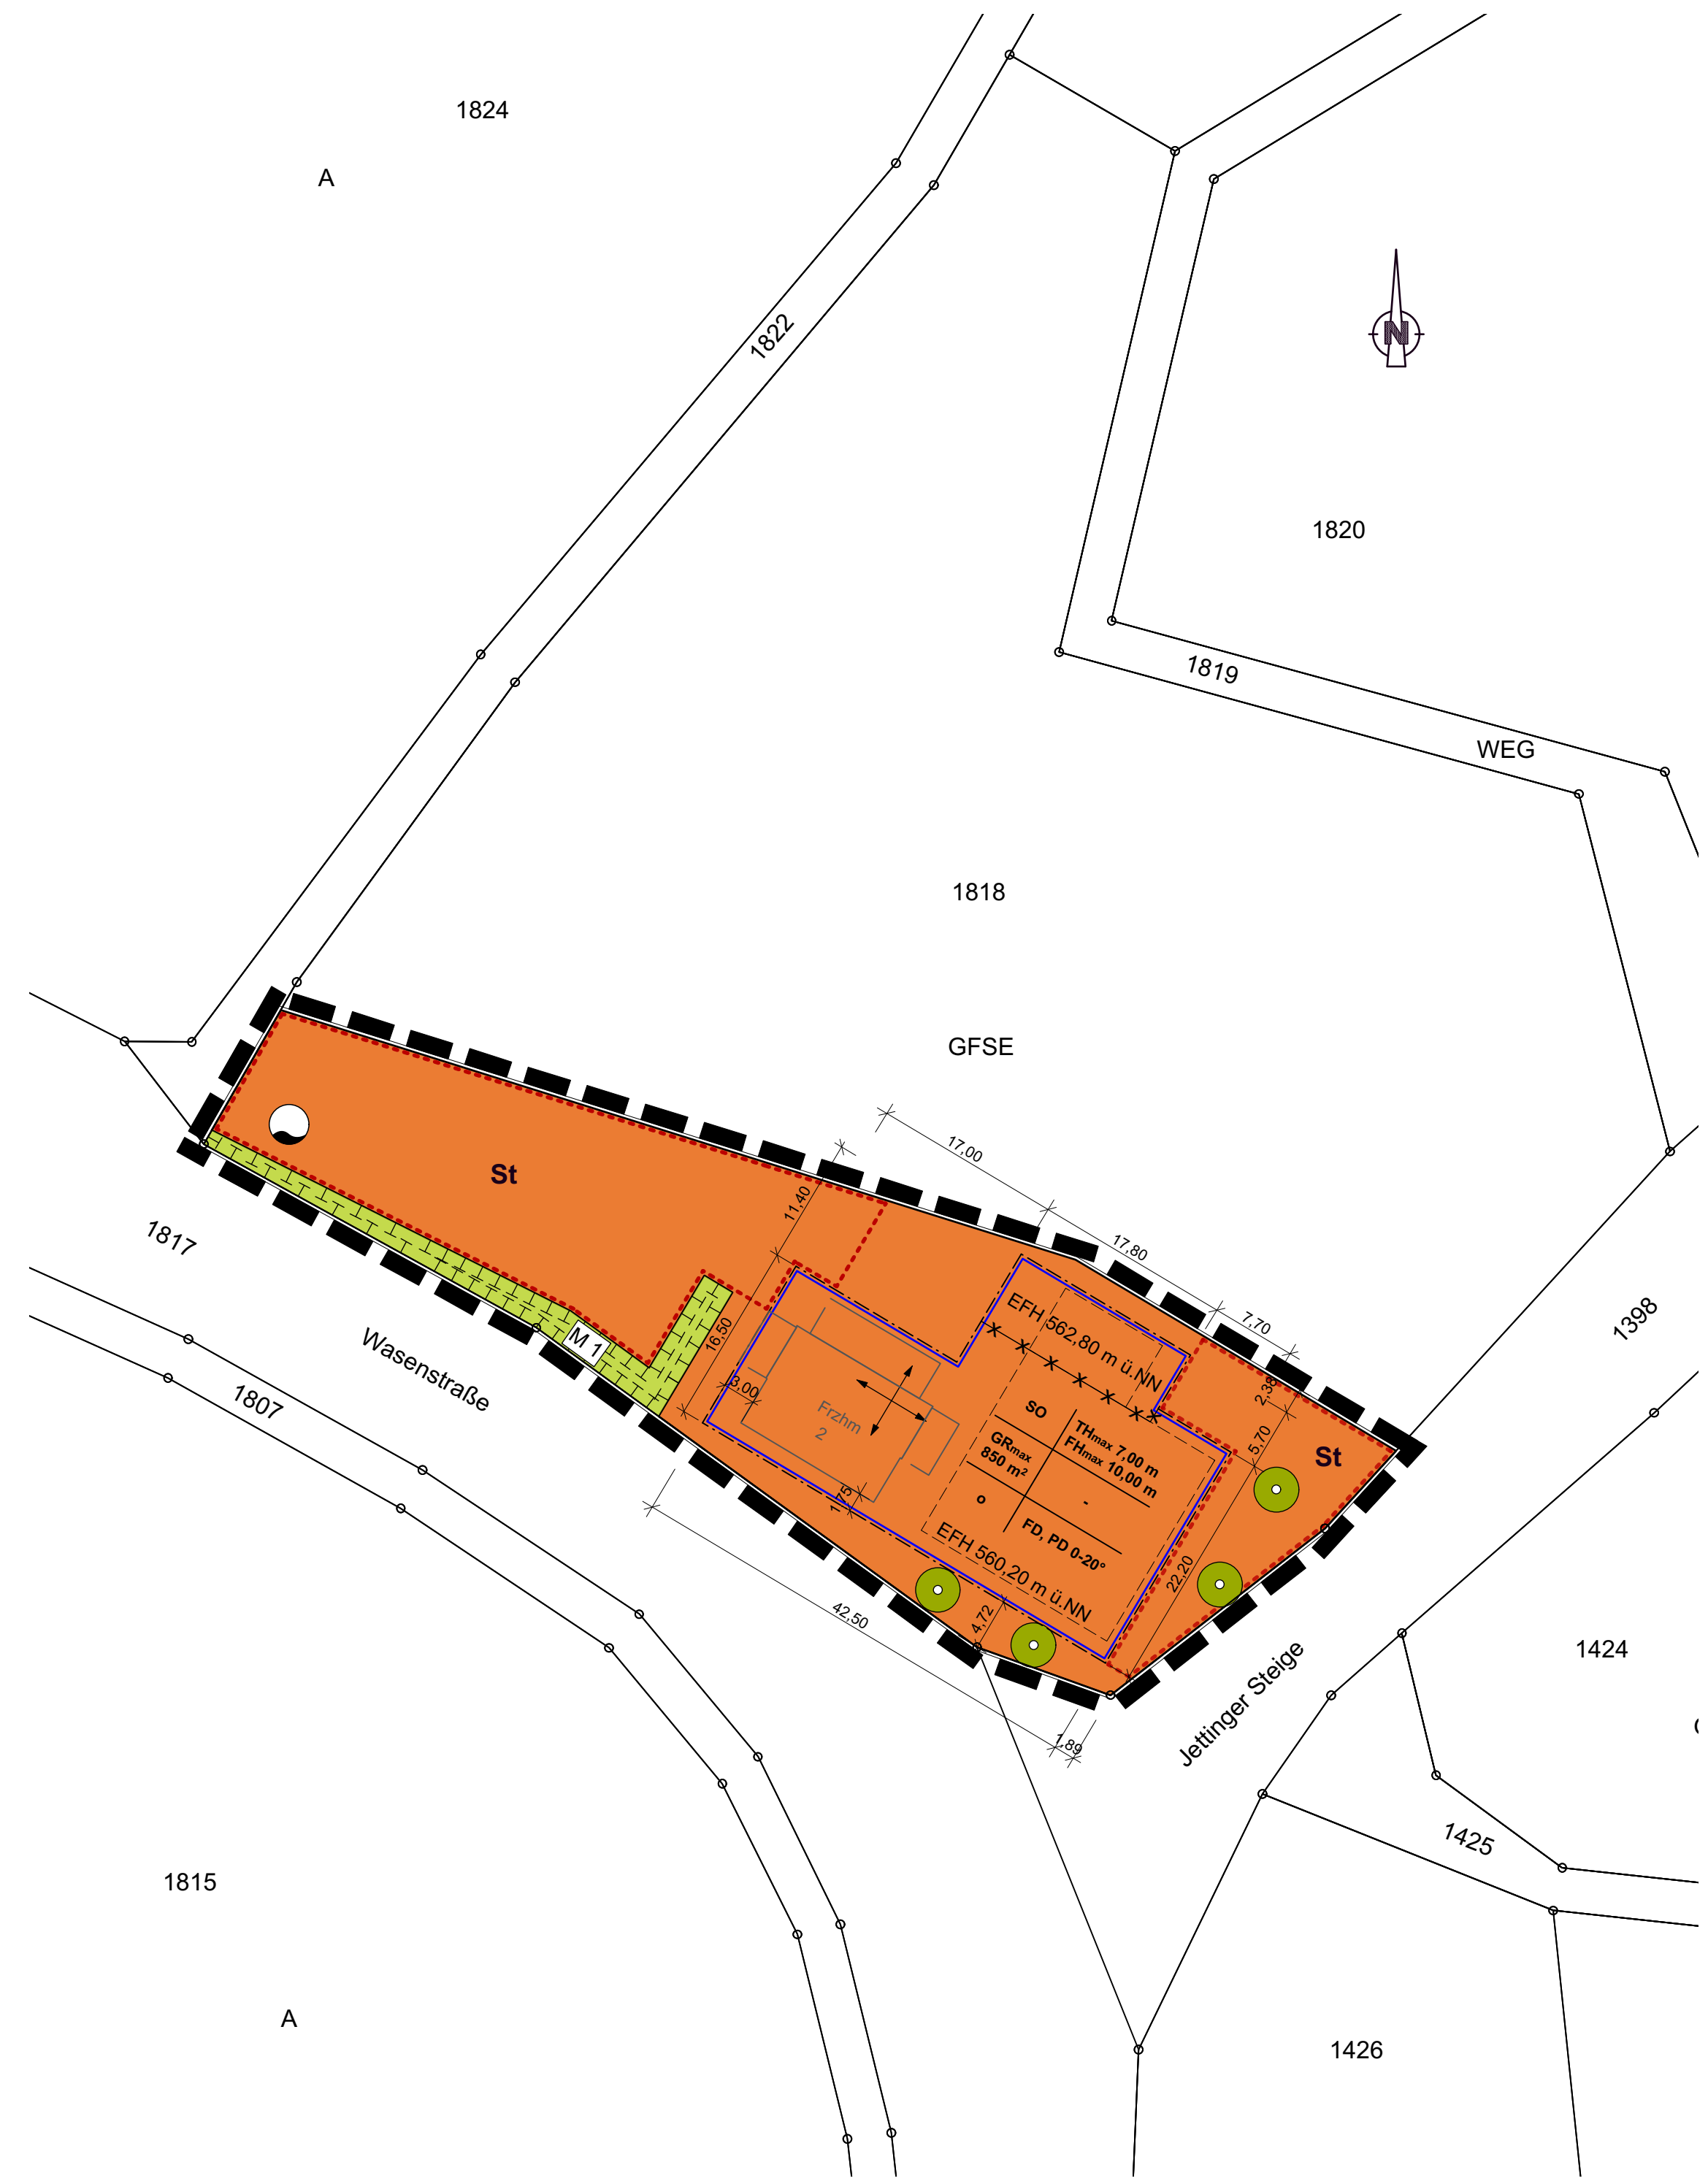 1824
A
1822
N
1820
1819
WEG
1818
GFSE
17,00
17,80
7,70
11,40
St
1817
M 1
16,50
3,00
Frzhm
2
EFH 562,80 m ü.NN
SO
THmax 7,00 m
FHmax 10,00 m
GRmax
850 m²
o
-
FD, PD 0-20°
EFH 560,20 m ü.NN
2,38
5,70
St
22,20
1398
Wasenstraße
1807
1,75
42,50
4,72
1,89
Jettinger Steige
1424
1425
1815
A
1426